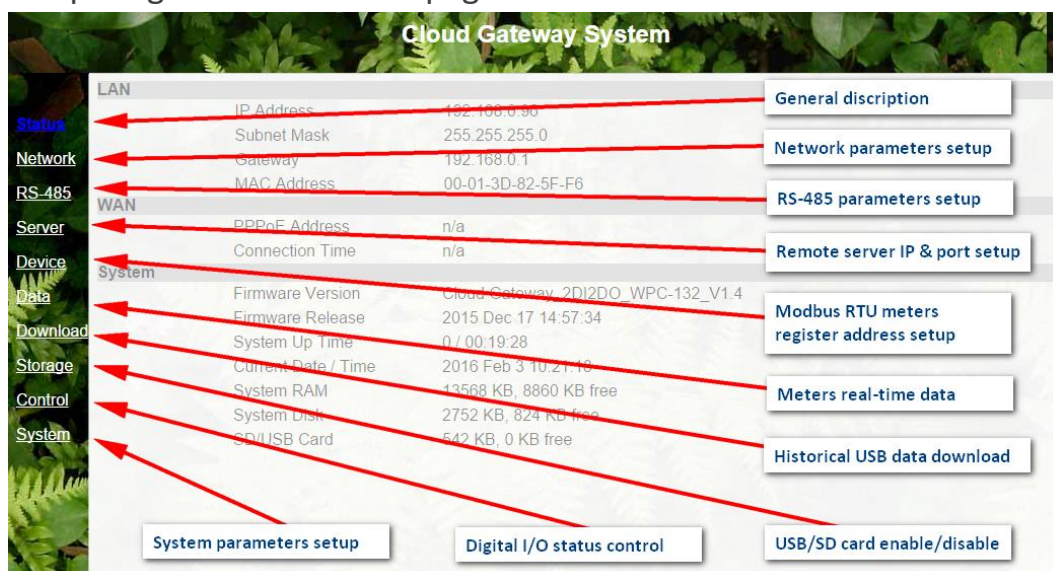 Cloud Gateway System
LAN
General discription
IP Address 192.168.0.90
Status
Subnet Mask 255.255.255.0
Network
Gateway 192.168.0.1
Network parameters setup
MAC Address 00-01-3D-82-5F-F6
RS-485
RS-485 parameters setup
WAN
Server
PPPoE Address n/a
Connection Time n/a
Remote server IP & port setup
Device
System
Data
Firmware Version Cloud Gateway_2DI2DO_WPC-132_V1.4
Modbus RTU meters
register address setup
Firmware Release 2015 Dec 17 14:57:34
Download
System Up Time 0 / 00:19:28
Storage
Current Date / Time 2016 Feb 3 10:21:18
System RAM 13568 KB, 8860 KB free
Meters real-time data
Control
System Disk 2752 KB, 824 KB free
System
SD/USB Card 542 KB, 0 KB free
Historical USB data download
System parameters setup
Digital I/O status control
USB/SD card enable/disable